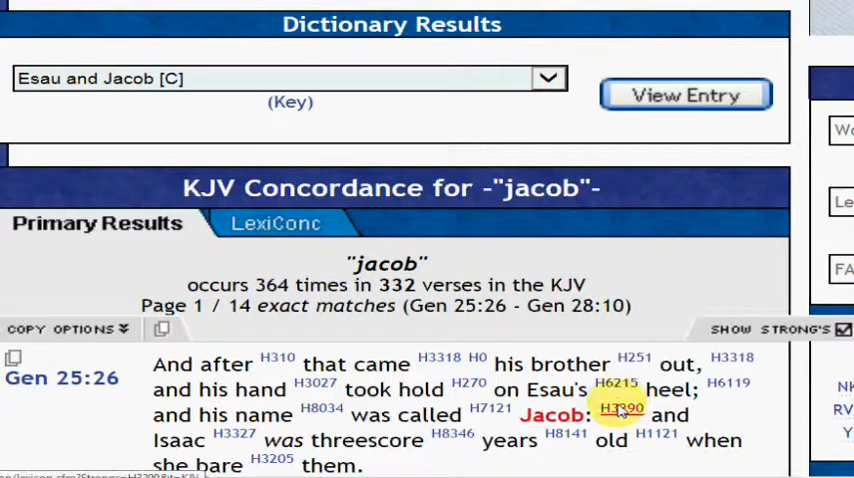 Dictionary Results
Esau and Jacob [C]
(Key)
View Entry
KJV Concordance for -"jacob"-
Primary Results
LexiConc
"jacob"
occurs 364 times in 332 verses in the KJV
Page 1 / 14 exact matches (Gen 25:26 - Gen 28:10)
COPY OPTIONS
SHOW STRONG'S
Gen 25:26
And after H310 that came H3318 H0 his brother H251 out, H3318
and his hand H3027 took hold H270 on Esau's H6215 heel; H6119
and his name H8034 was called H7121 Jacob: H3290 and
Isaac H3327 was threescore H8346 years H8141 old H1121 when
she bare H3205 them.
Le
FA
NK
RV
Y